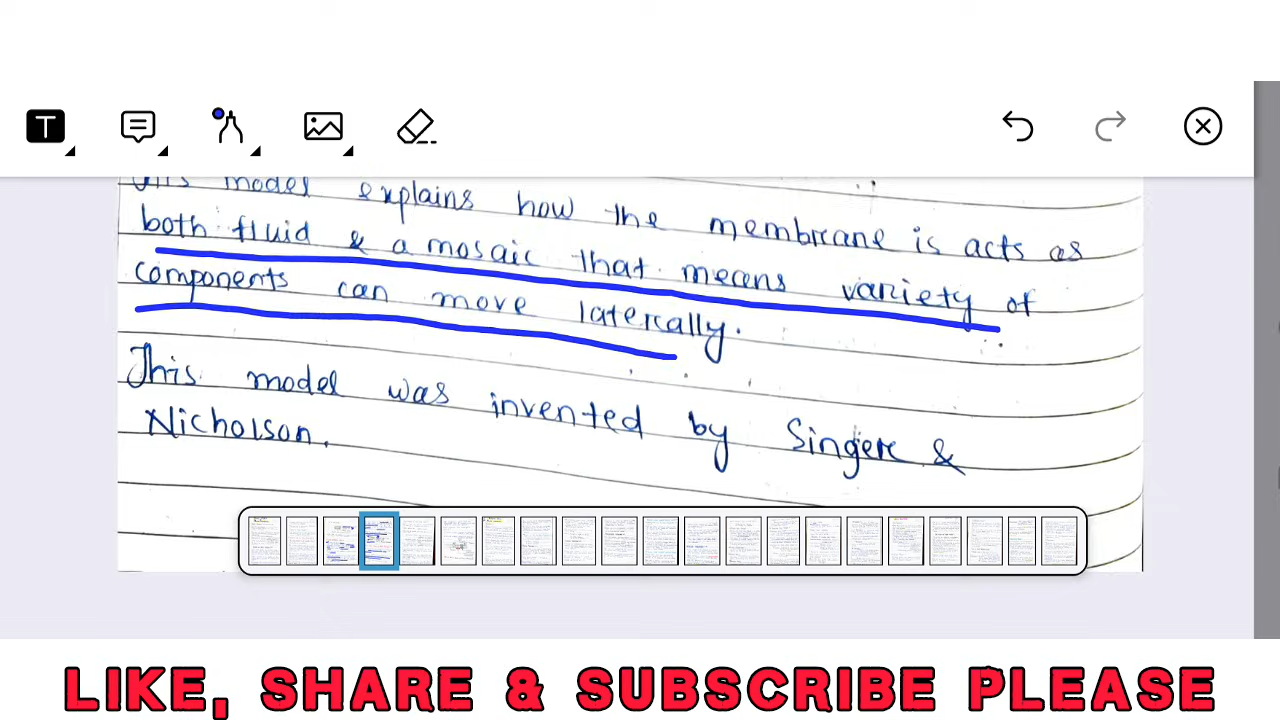 T
This model explains how the membrane is acts as
both fluid & a mosaic that means variety of
components can move laterally.
This model was invented by Singer &
Nicholson.
LIKE, SHARE & SUBSCRIBE PLEASE